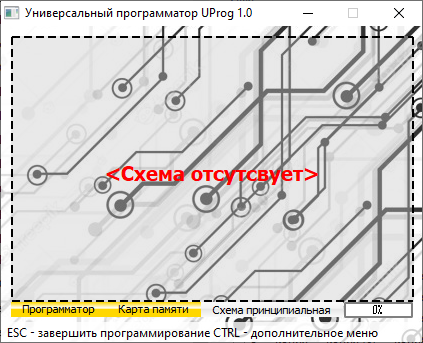 Универсальный программатор UProg 1.0
<Схема отсутсвует>
Программатор Карта памяти Схема принципиальная 0%
ESC - завершить программирование CTRL - дополнительное меню